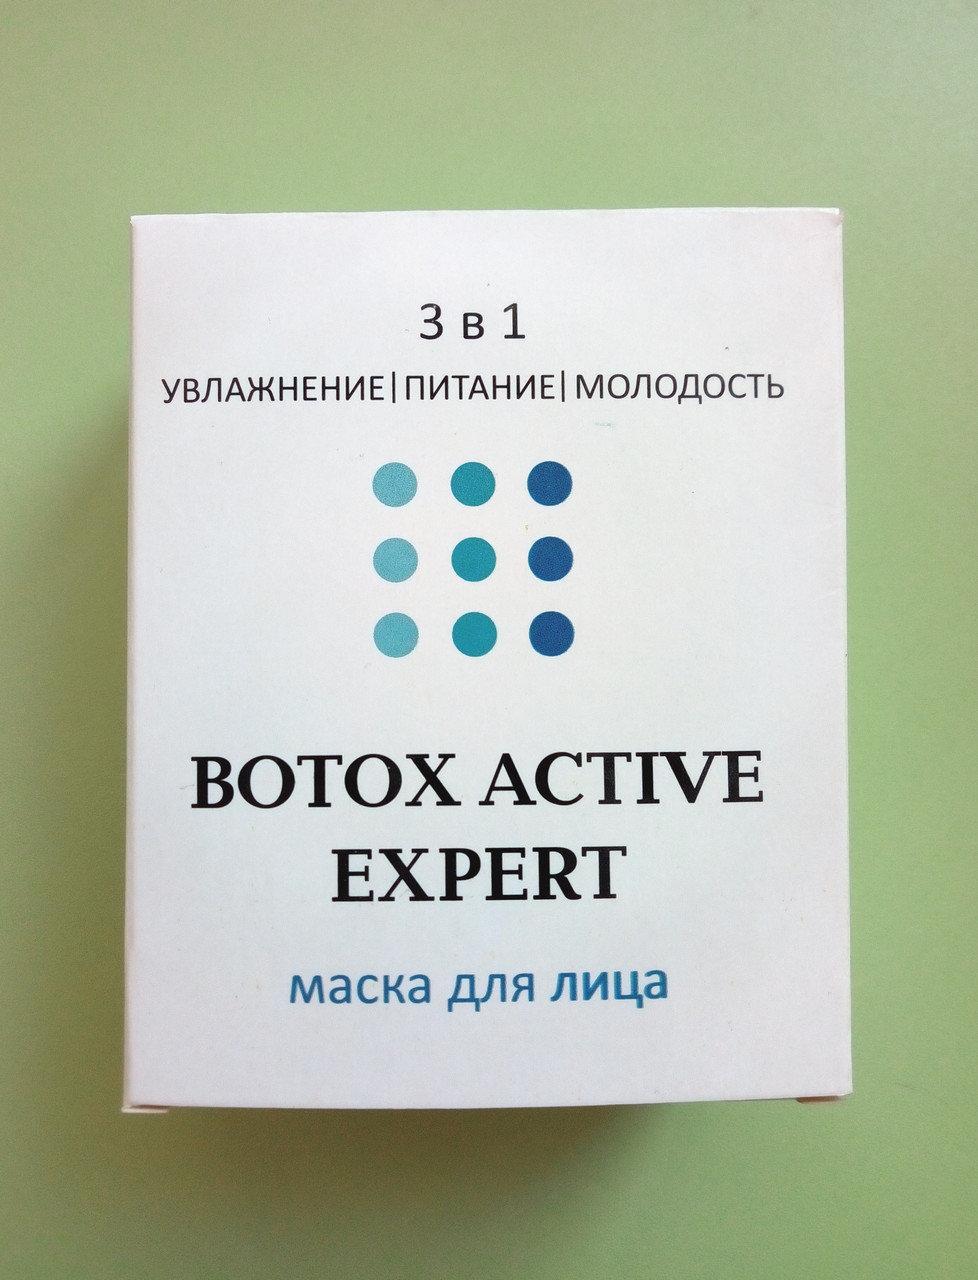 3 в 1
УВЛАЖНЕНИЕ|ПИТАНИЕ|МОЛОДОСТЬ
BOTOX ACTIVE
EXPERT
маска для лица